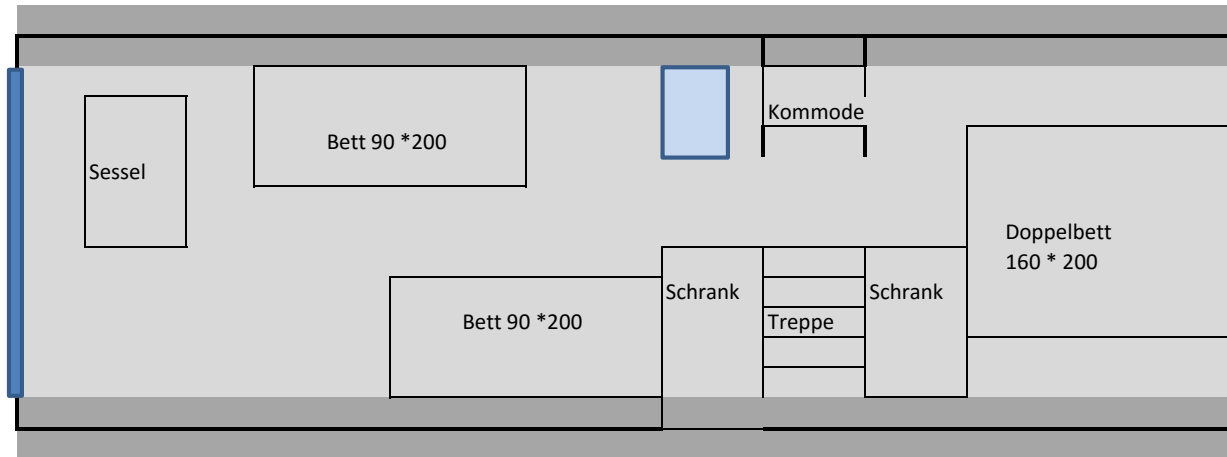 Kommode
Bett 90 *200
Sessel
Doppelbett
160 * 200
Schrank
Schrank
Bett 90 *200
Treppe